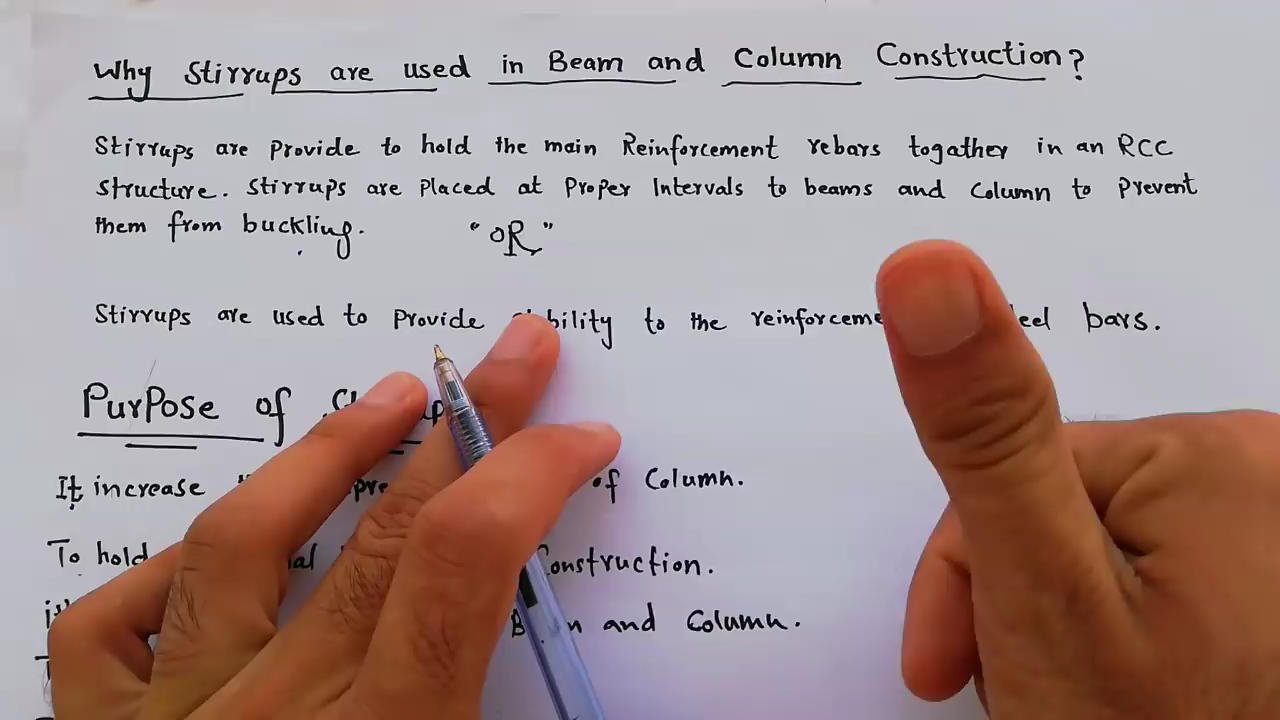 Why Stirrups are used in Beam and Column Construction?
Stirrups are Provide to hold the main Reinforcement rebars togather in an RCC
Structure. Stirrups are Placed at Proper Intervals to beams and Column to Prevent
them from buckling. "OR"
Stirrups are used to Provide to the bars.
Purpose of
It increase of Column.
To hold Construction.
and Column.